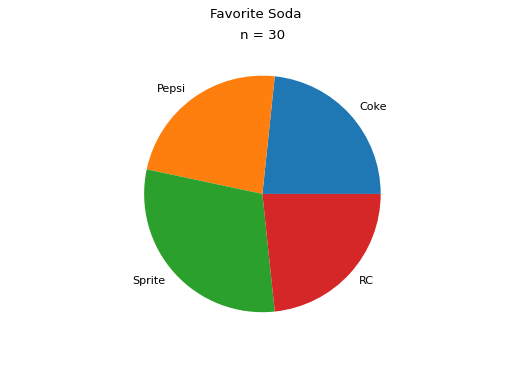 Favorite Soda
n = 30
Pepsi
Coke
Sprite
RC